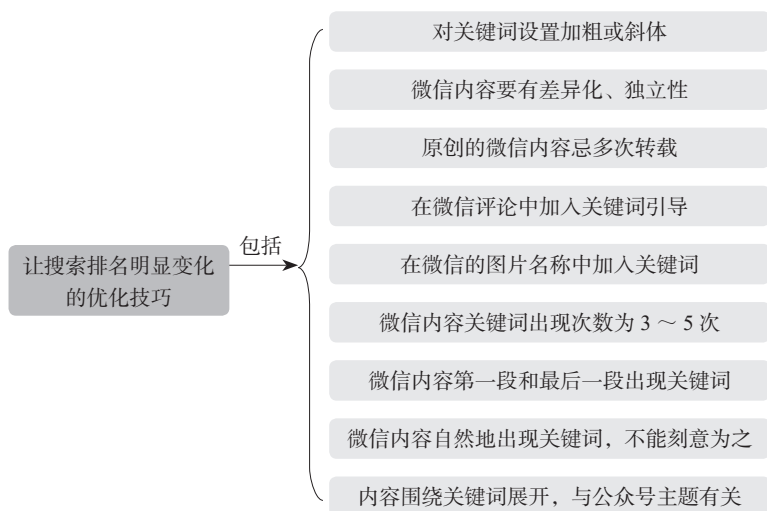 对关键词设置加粗或斜体
微信内容要有差异化、独立性
原创的微信内容忌多次转载
在微信评论中加入关键词引导
让搜索排名明显变化
的优化技巧
包括
在微信的图片名称中加入关键词
微信内容关键词出现次数为 3 ～ 5 次
微信内容第一段和最后一段出现关键词
微信内容自然地出现关键词，不能刻意为之
内容围绕关键词展开，与公众号主题有关